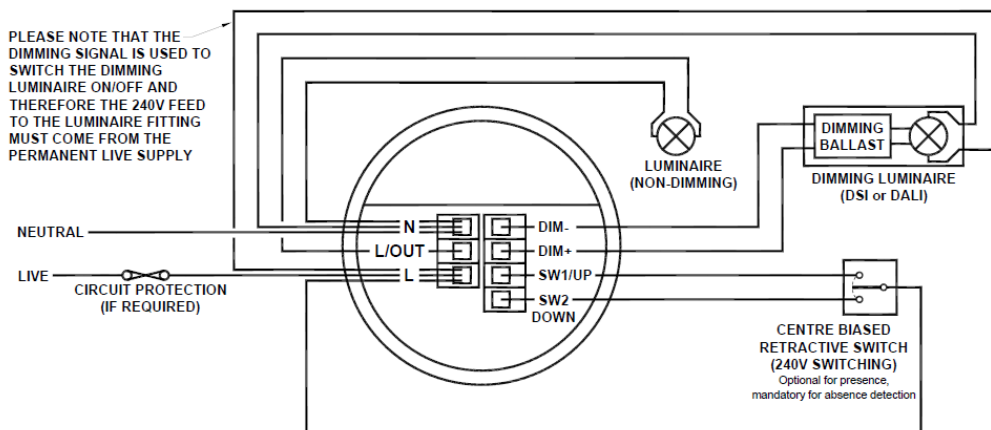 PLEASE NOTE THAT THE
DIMMING SIGNAL IS USED TO
SWITCH THE DIMMING
LUMINAIRE ON/OFF AND
THEREFORE THE 240V FEED
TO THE LUMINAIRE FITTING
MUST COME FROM THE
PERMANENT LIVE SUPPLY
DIMMING
BALLAST
LUMINAIRE
(NON-DIMMING)
DIMMING LUMINAIRE
(DSI or DALI)
NEUTRAL
N
DIM-
L/OUT
DIM+
LIVE
L
SW1/UP
CIRCUIT PROTECTION
(IF REQUIRED)
SW2
DOWN
CENTRE BIASED
RETRACTIVE SWITCH
(240V SWITCHING)
Optional for presence,
mandatory for absence detection